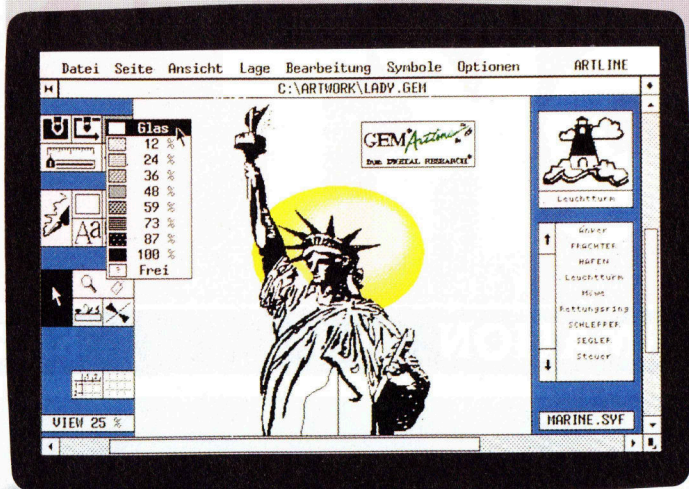 Datei Seite Ansicht Lage Bearbeitung Symbole Optionen ARTLINE
C:\ARTWORK\LADY.GEM
Glas
12 %
24 %
36 %
48 %
59 %
73 %
87 %
100 %
? Frei
Aa
VIEW 25 %
GEM Artline
Von DIGITAL RESEARCH
Leuchtturm
Anker
FRACHTER
HAFEN
Leuchtturm
Möwe
Rettungsring
SCHLEPPER
SEGLER
Steuer
MARINE.SYF